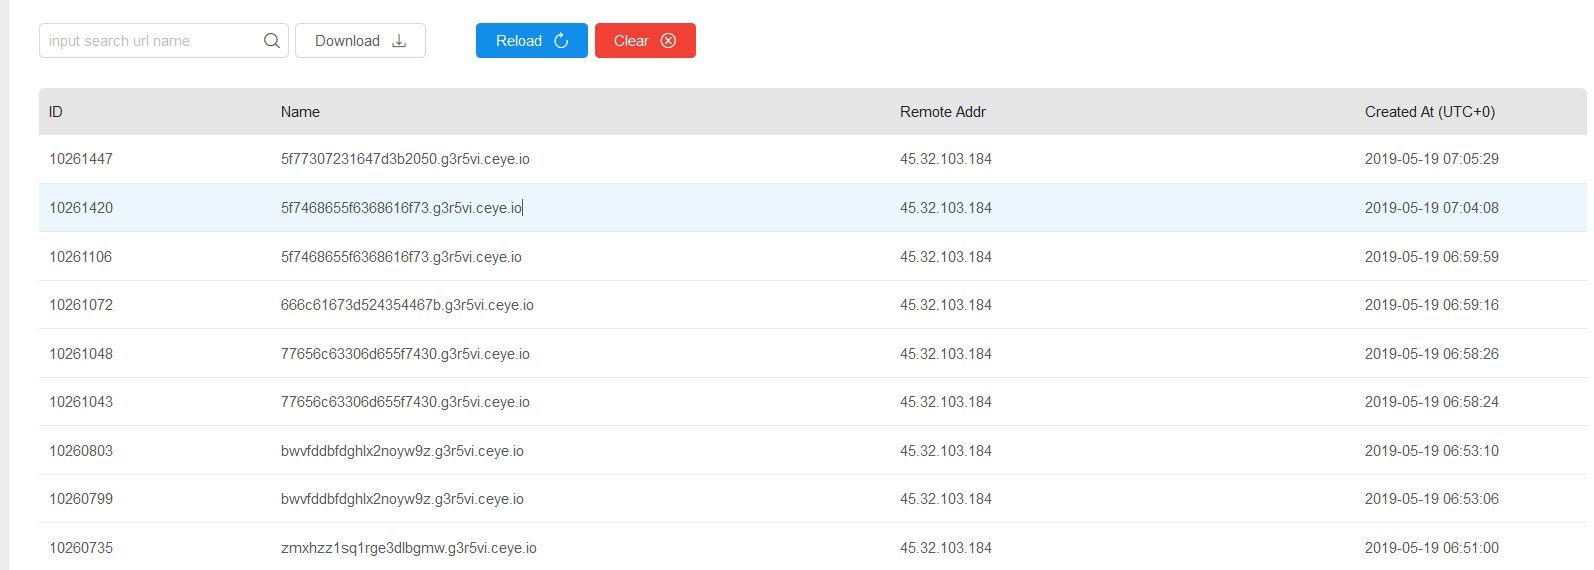 input search url name Download Reload Clear
ID Name Remote Addr Created At (UTC+0)
10261447 5f77307231647d3b2050.g3r5vi.ceye.io 45.32.103.184 2019-05-19 07:05:29
10261420 5f7468655f6368616f73.g3r5vi.ceye.io 45.32.103.184 2019-05-19 07:04:08
10261106 5f7468655f6368616f73.g3r5vi.ceye.io 45.32.103.184 2019-05-19 06:59:59
10261072 666c61673d524354467b.g3r5vi.ceye.io 45.32.103.184 2019-05-19 06:59:16
10261048 77656c63306d655f7430.g3r5vi.ceye.io 45.32.103.184 2019-05-19 06:58:26
10261043 77656c63306d655f7430.g3r5vi.ceye.io 45.32.103.184 2019-05-19 06:58:24
10260803 bwvfddbfdghlx2noyw9z.g3r5vi.ceye.io 45.32.103.184 2019-05-19 06:53:10
10260799 bwvfddbfdghlx2noyw9z.g3r5vi.ceye.io 45.32.103.184 2019-05-19 06:53:06
10260735 zmxhzz1sq1rge3dlbgmw.g3r5vi.ceye.io 45.32.103.184 2019-05-19 06:51:00